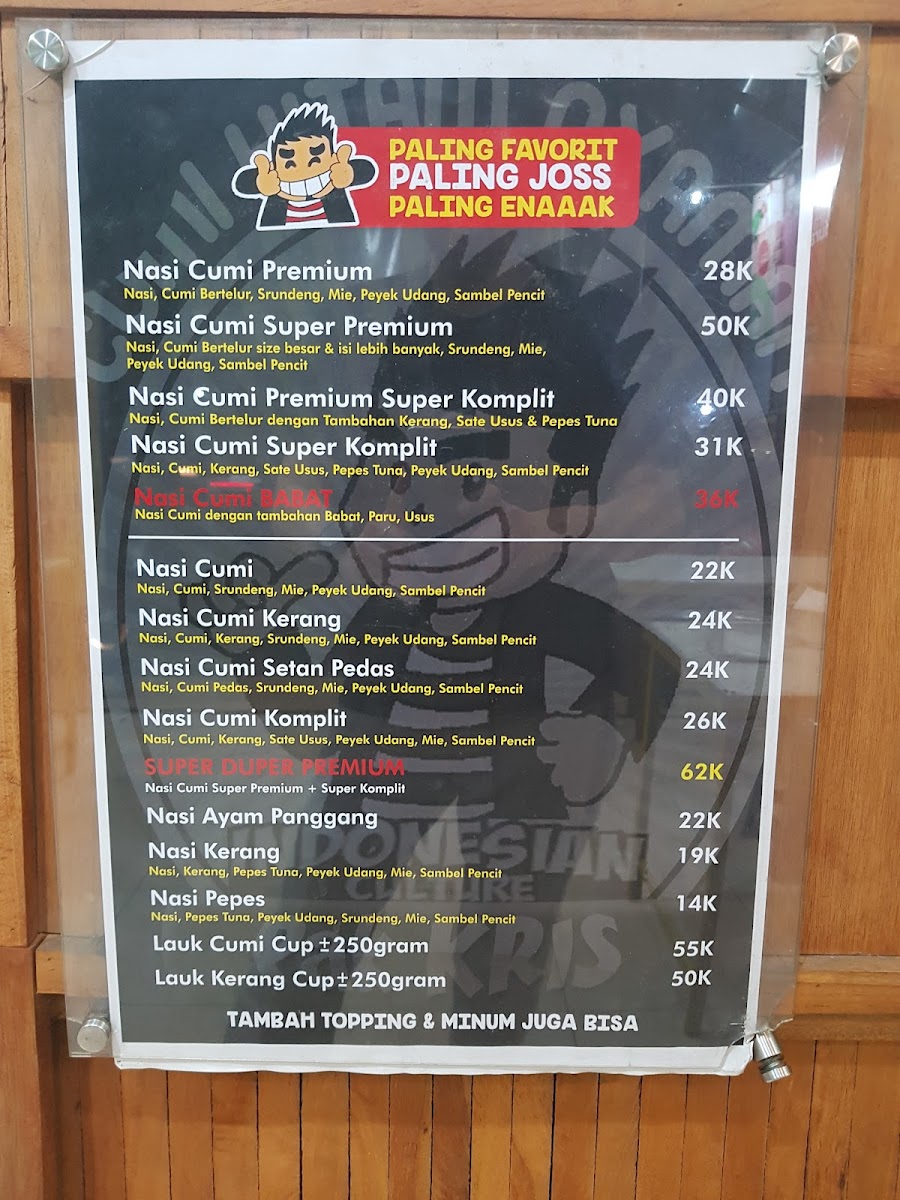 PALING FAVORIT
PALING JOSS
PALING ENAAAK
Nasi Cumi Premium 28K
Nasi, Cumi Bertelur, Srundeng, Mie, Peyek Udang, Sambel Pencit
Nasi Cumi Super Premium 50K
Nasi, Cumi Bertelur size besar & isi lebih banyak, Srundeng, Mie,
Peyek Udang, Sambel Pencit
Nasi Cumi Premium Super Komplit 40K
Nasi, Cumi Bertelur dengan Tambahan Kerang, Sate Usus & Pepes Tuna
Nasi Cumi Super Komplit 31K
Nasi, Cumi, Kerang, Sate Usus, Pepes Tuna, Peyek Udang, Sambel Pencit
Nasi Cumi BABAT 36K
Nasi Cumi dengan tambahan Babat, Paru, Usus
Nasi Cumi 22K
Nasi, Cumi, Srundeng, Mie, Peyek Udang, Sambel Pencit
Nasi Cumi Kerang 24K
Nasi, Cumi, Kerang, Srundeng, Mie, Peyek Udang, Sambel Pencit
Nasi Cumi Setan Pedas 24K
Nasi, Cumi Pedas, Srundeng, Mie, Peyek Udang, Sambel Pencit
Nasi Cumi Komplit 26K
Nasi, Cumi, Kerang, Sate Usus, Peyek Udang, Mie, Sambel Pencit
SUPER DUPER PREMIUM 62K
Nasi Cumi Super Premium + Super Komplit
Nasi Ayam Panggang 22K
Nasi Kerang 19K
Nasi, Kerang, Pepes Tuna, Peyek Udang, Mie, Sambel Pencit
Nasi Pepes 14K
Nasi, Pepes Tuna, Peyek Udang, Srundeng, Mie, Sambel Pencit
Lauk Cumi Cup ±250gram 55K
Lauk Kerang Cup±250gram 50K
TAMBAH TOPPING & MINUM JUGA BISA
INDONESIAN
CULTURE
KRIS